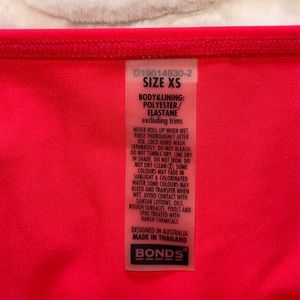 D19014930-2
SIZE XS
BODY&LINING:
POLYESTER/
ELASTANE
excluding trims
NEVER ROLL UP WHEN WET.
RINSE THOROUGHLY AFTER
USE. COLD HAND WASH
SEPARATELY. DO NOT BLEACH.
DO NOT TUMBLE DRY. LINE DRY
IN SHADE. DO NOT IRON. DO
NOT DRY CLEAN. SOME
COLOURS MAY FADE IN
SUNLIGHT & CHLORINATED
WATER SOME COLOURS MAY
BLEED AND TRANSFER WHEN
WET. AVOID CONTACT WITH
SUNTAN LOTIONS, OILS,
ROUGH SURFACES, POOLS AND
SPAS TREATED WITH
HARSH CHEMICALS
DESIGNED IN AUSTRALIA
MADE IN THAILAND
BONDS